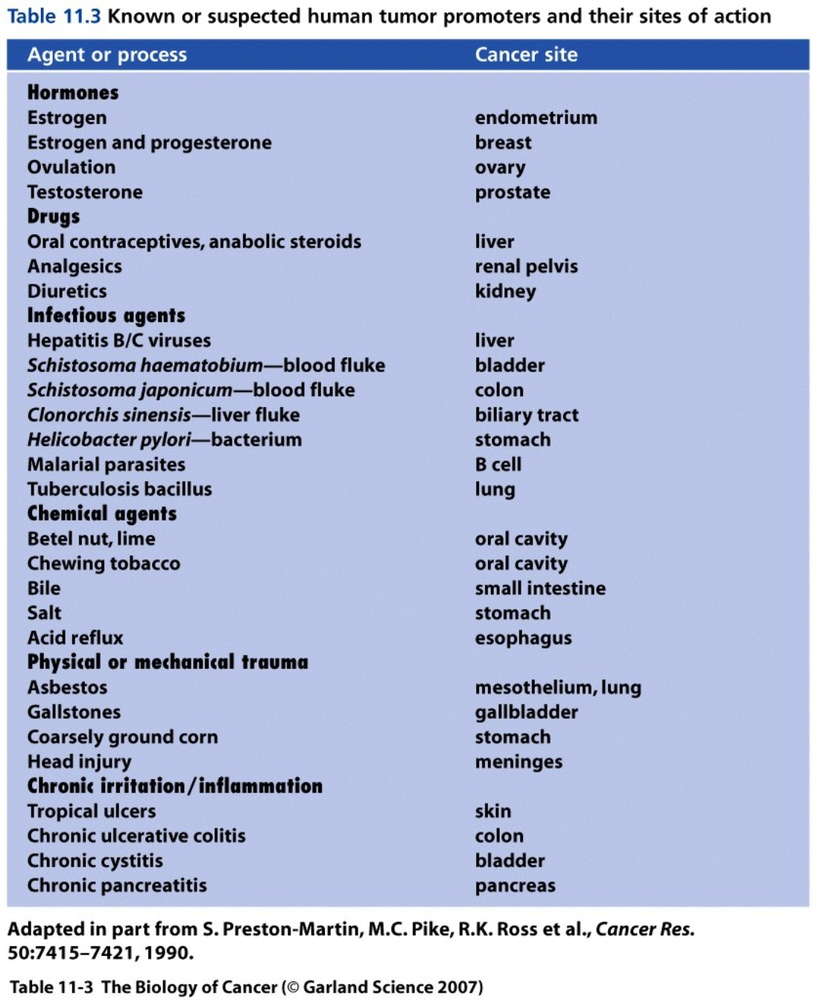 Table 11.3 Known or suspected human tumor promoters and their sites of action
Agent or process Cancer site
Hormones
Estrogen endometrium
Estrogen and progesterone breast
Ovulation ovary
Testosterone prostate
Drugs
Oral contraceptives, anabolic steroids liver
Analgesics renal pelvis
Diuretics kidney
Infectious agents
Hepatitis B/C viruses liver
Schistosoma haematobium—blood fluke bladder
Schistosoma japonicum—blood fluke colon
Clonorchis sinensis—liver fluke biliary tract
Helicobacter pylori—bacterium stomach
Malarial parasites B cell
Tuberculosis bacillus lung
Chemical agents
Betel nut, lime oral cavity
Chewing tobacco oral cavity
Bile small intestine
Salt stomach
Acid reflux esophagus
Physical or mechanical trauma
Asbestos mesothelium, lung
Gallstones gallbladder
Coarsely ground corn stomach
Head injury meninges
Chronic irritation/inflammation
Tropical ulcers skin
Chronic ulcerative colitis colon
Chronic cystitis bladder
Chronic pancreatitis pancreas
Adapted in part from S. Preston-Martin, M.C. Pike, R.K. Ross et al., Cancer Res.
50:7415–7421, 1990.
Table 11-3 The Biology of Cancer (© Garland Science 2007)